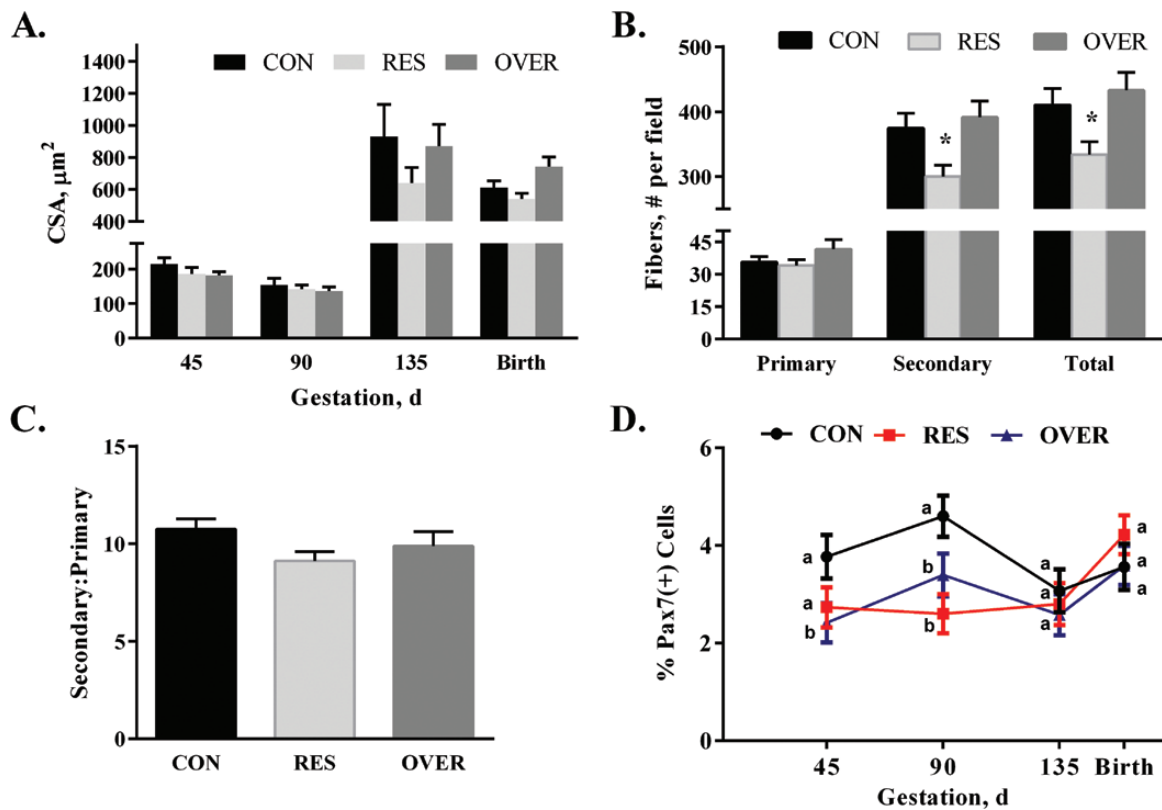 A.
CON RES OVER
1400
1200
1000
800
600
400
200
100
0
CSA, μm²
45 90 135 Birth
Gestation, d
B.
CON RES OVER
500
400
300
45
30
15
0
Fibers, # per field
* *
Primary Secondary Total
C.
15
10
5
0
Secondary:Primary
CON RES OVER
D.
CON RES OVER
6
4
2
0
% Pax7(+) Cells
a
a
b
a
b
b
a
a
a
a
a
a
45 90 135 Birth
Gestation, d